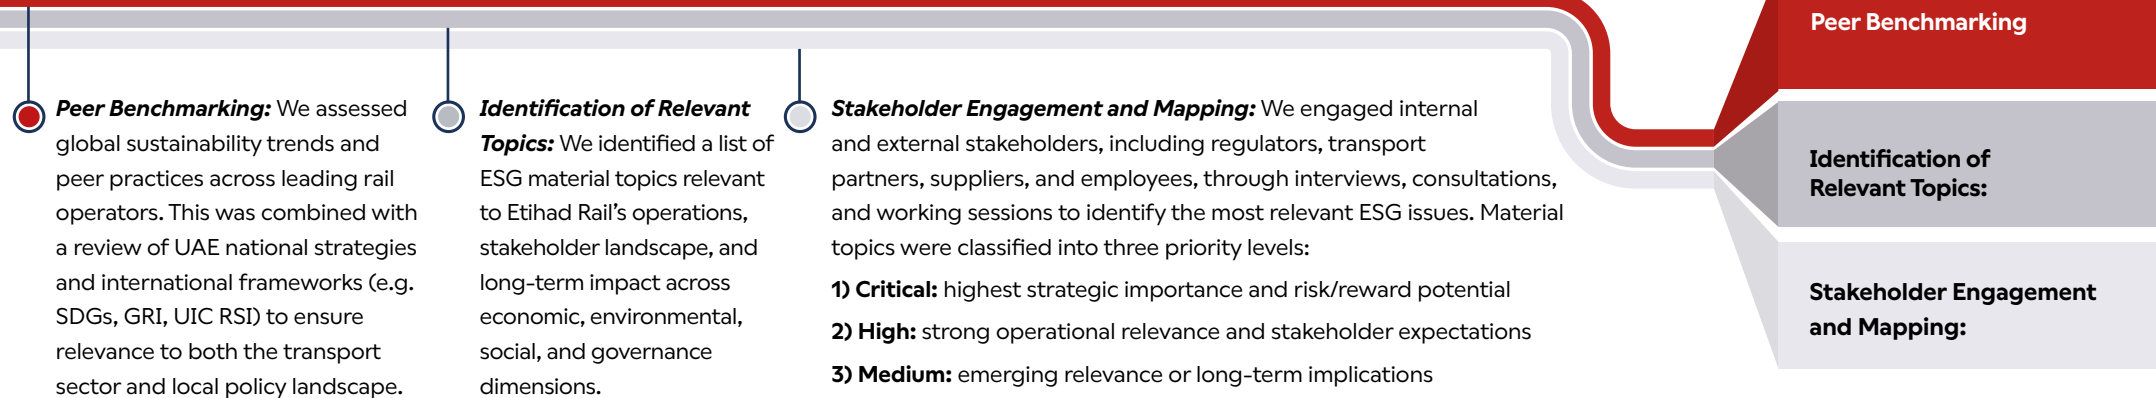 Peer Benchmarking: We assessed
global sustainability trends and
peer practices across leading rail
operators. This was combined with
a review of UAE national strategies
and international frameworks (e.g.
SDGs, GRI, UIC RSI) to ensure
relevance to both the transport
sector and local policy landscape.
Identification of Relevant
Topics: We identified a list of
ESG material topics relevant
to Etihad Rail’s operations,
stakeholder landscape, and
long-term impact across
economic, environmental,
social, and governance
dimensions.
Stakeholder Engagement and Mapping: We engaged internal
and external stakeholders, including regulators, transport
partners, suppliers, and employees, through interviews, consultations,
and working sessions to identify the most relevant ESG issues. Material
topics were classified into three priority levels:
1) Critical: highest strategic importance and risk/reward potential
2) High: strong operational relevance and stakeholder expectations
3) Medium: emerging relevance or long-term implications
Peer Benchmarking
Identification of
Relevant Topics:
Stakeholder Engagement
and Mapping: